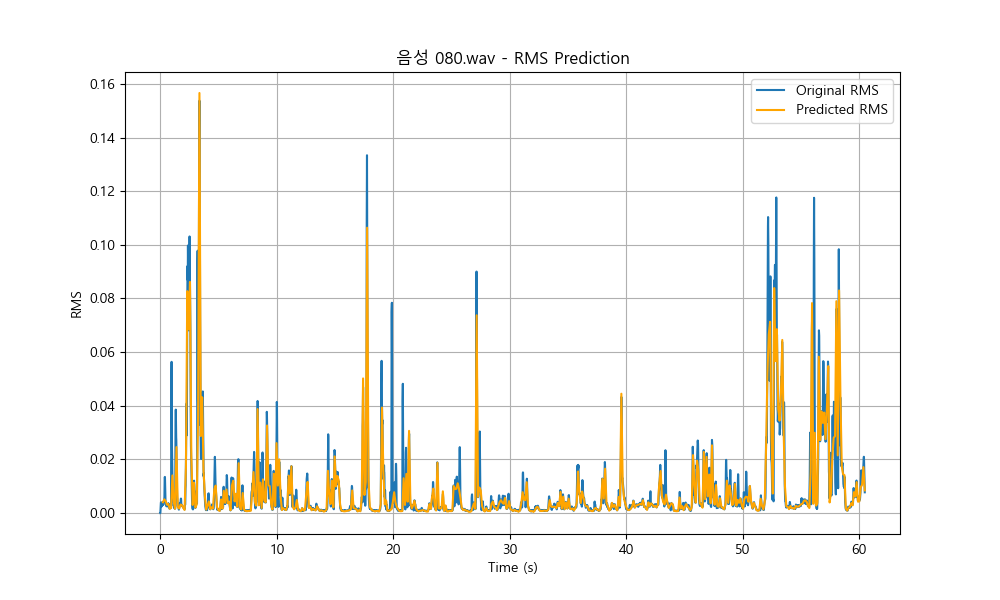 음성 080.wav - RMS Prediction
Original RMS
Predicted RMS
0.16
0.14
0.12
0.10
0.08
0.06
0.04
0.02
0.00
RMS
0 10 20 30 40 50 60
Time (s)